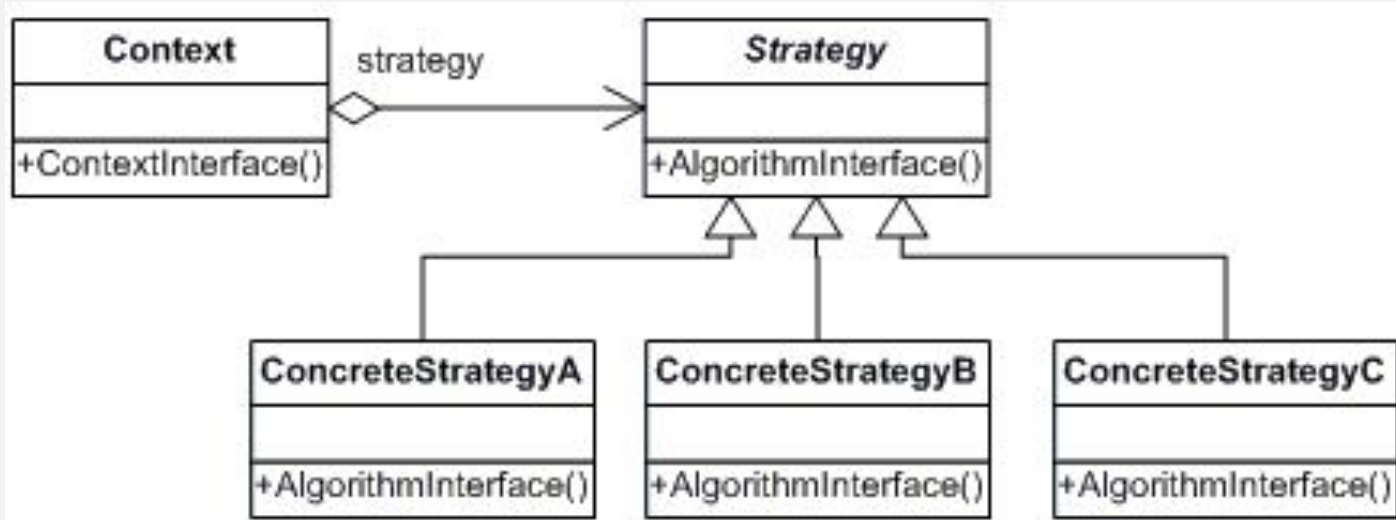 Context
strategy
Strategy
+ContextInterface()
+AlgorithmInterface()
ConcreteStrategyA
ConcreteStrategyB
ConcreteStrategyC
+AlgorithmInterface()
+AlgorithmInterface()
+AlgorithmInterface()